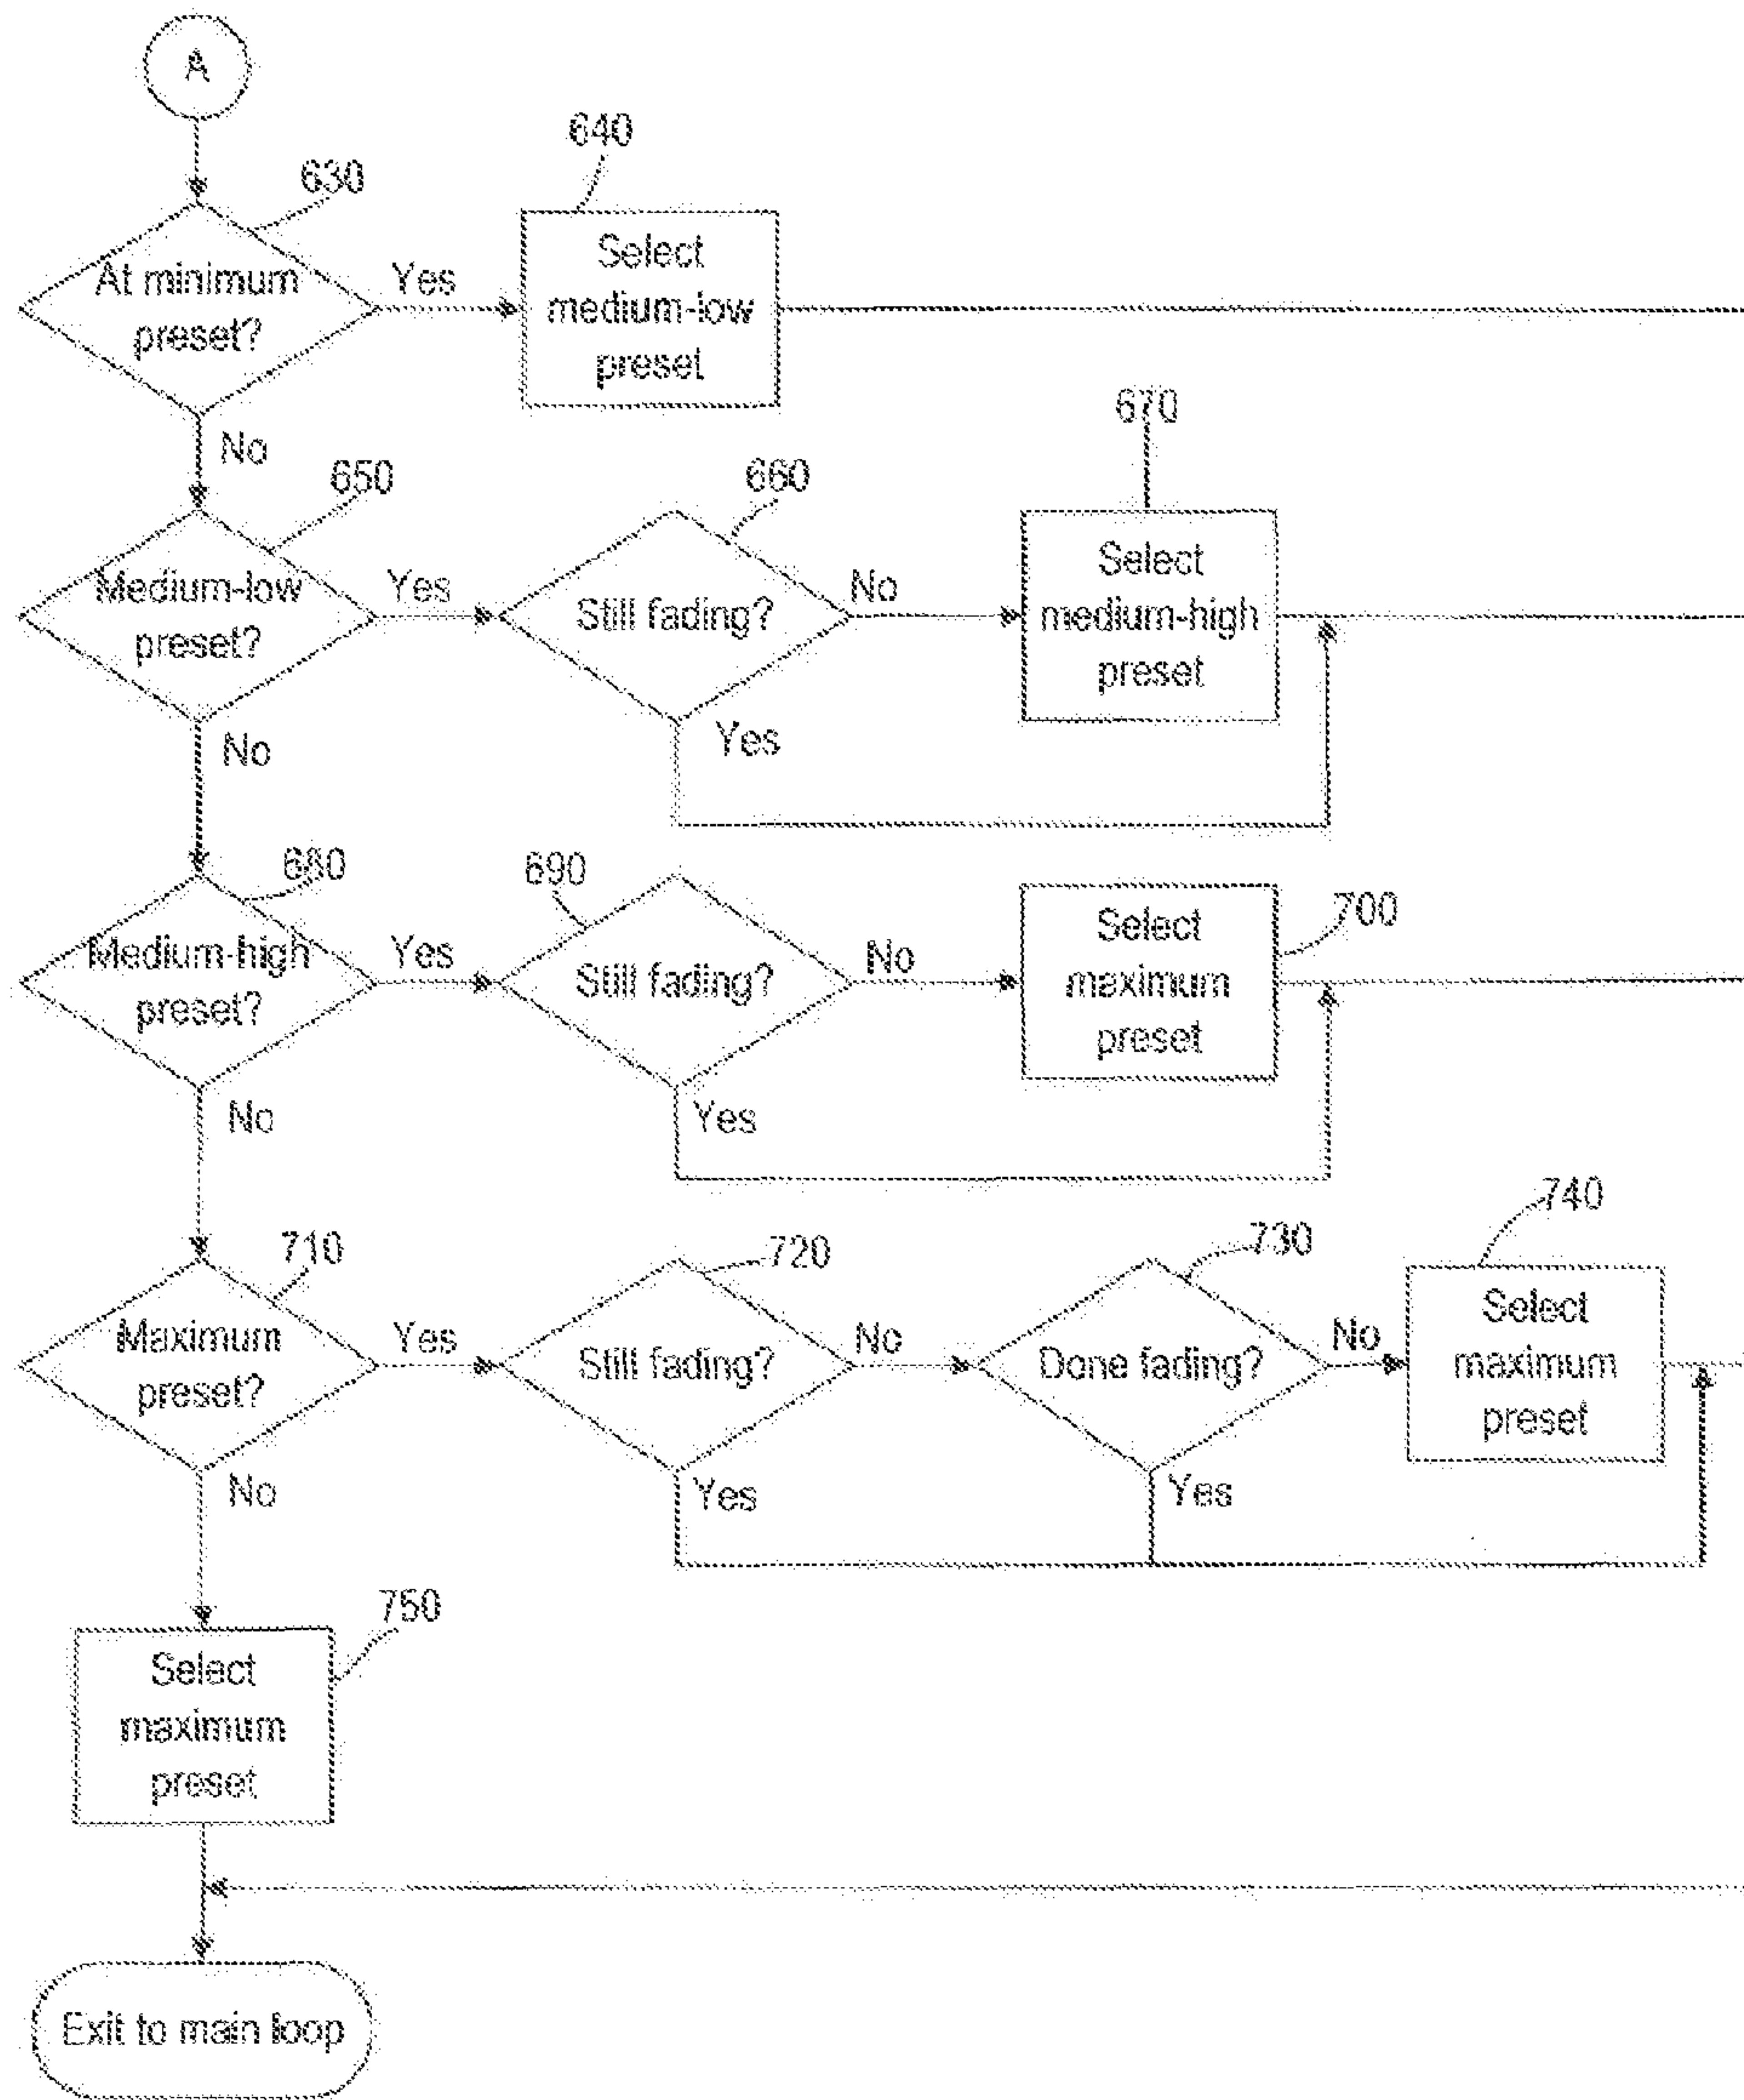 A
630
640
At minimum
preset?
Yes
Select
medium-low
preset
No
650
660
670
Medium-low
preset?
Yes
Still fading?
No
Select
medium-high
preset
Yes
No
680
690
700
Medium-high
preset?
Yes
Still fading?
No
Select
maximum
preset
Yes
No
710
720
730
740
Maximum
preset?
Yes
Still fading?
No
Done fading?
No
Select
maximum
preset
Yes
Yes
No
750
Select
maximum
preset
Exit to main loop